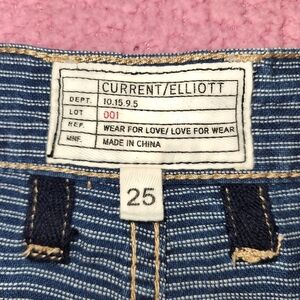 CURRENT/ELLIOTT
DEPT. 10.15.9.5
LOT 001
REF. WEAR FOR LOVE/ LOVE FOR WEAR
MNF. MADE IN CHINA
25